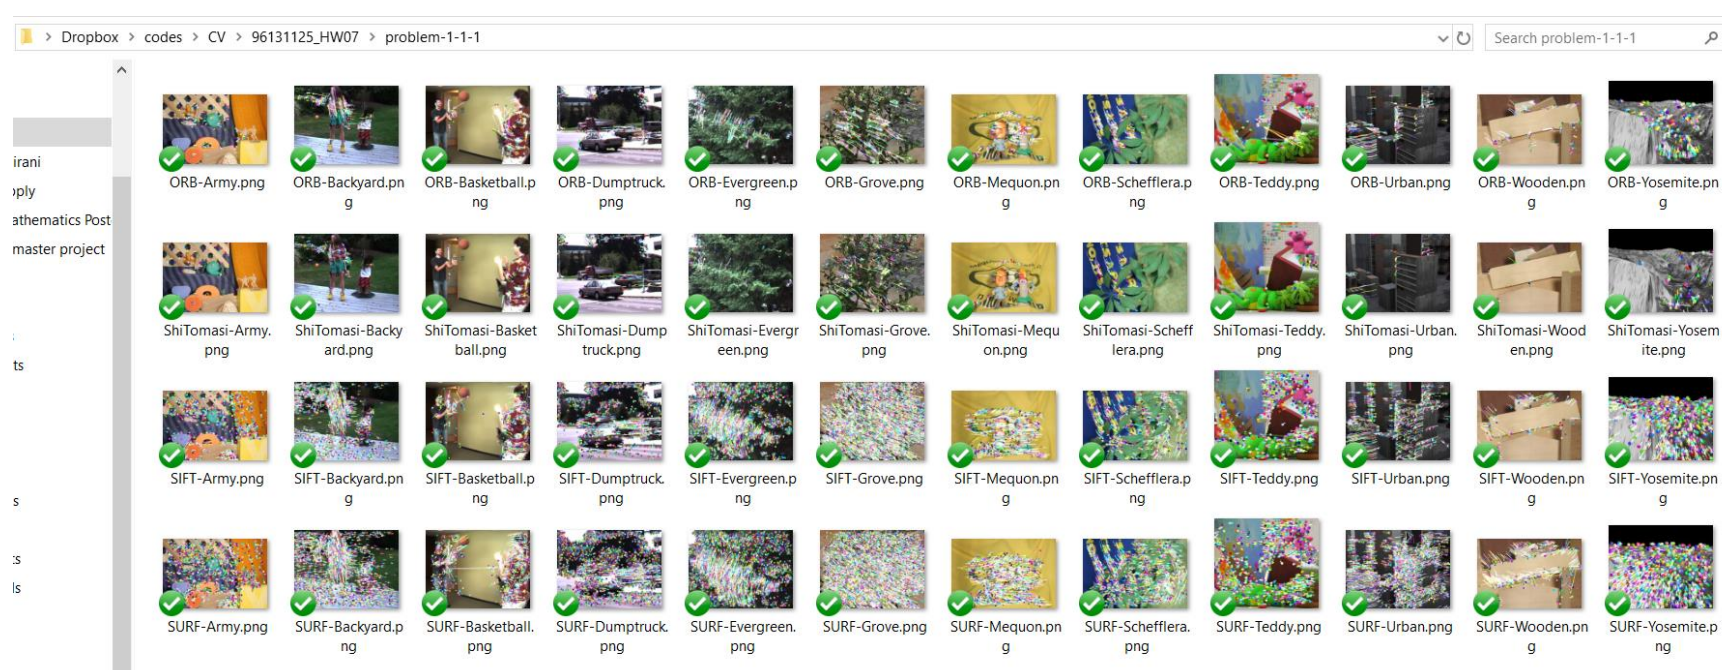 Dropbox > codes > CV > 96131125_HW07 > problem-1-1-1
Search problem-1-1-1
irani
pply
athematics Post
master project
ts
s
ts
ls
ORB-Army.png
ORB-Backyard.pn
g
ORB-Basketball.p
ng
ORB-Dumptruck.
png
ORB-Evergreen.p
ng
ORB-Grove.png
ORB-Mequon.pn
g
ORB-Schefflera.p
ng
ORB-Teddy.png
ORB-Urban.png
ORB-Wooden.pn
g
ORB-Yosemite.pn
g
ShiTomasi-Army.
png
ShiTomasi-Backy
ard.png
ShiTomasi-Basket
ball.png
ShiTomasi-Dump
truck.png
ShiTomasi-Evergr
een.png
ShiTomasi-Grove.
png
ShiTomasi-Mequ
on.png
ShiTomasi-Scheff
lera.png
ShiTomasi-Teddy.
png
ShiTomasi-Urban.
png
ShiTomasi-Wood
en.png
ShiTomasi-Yosem
ite.png
SIFT-Army.png
SIFT-Backyard.pn
g
SIFT-Basketball.p
ng
SIFT-Dumptruck.
png
SIFT-Evergreen.p
ng
SIFT-Grove.png
SIFT-Mequon.pn
g
SIFT-Schefflera.p
ng
SIFT-Teddy.png
SIFT-Urban.png
SIFT-Wooden.pn
g
SIFT-Yosemite.pn
g
SURF-Army.png
SURF-Backyard.p
ng
SURF-Basketball.
png
SURF-Dumptruck.
png
SURF-Evergreen.
png
SURF-Grove.png
SURF-Mequon.pn
g
SURF-Schefflera.
png
SURF-Teddy.png
SURF-Urban.png
SURF-Wooden.pn
g
SURF-Yosemite.p
ng